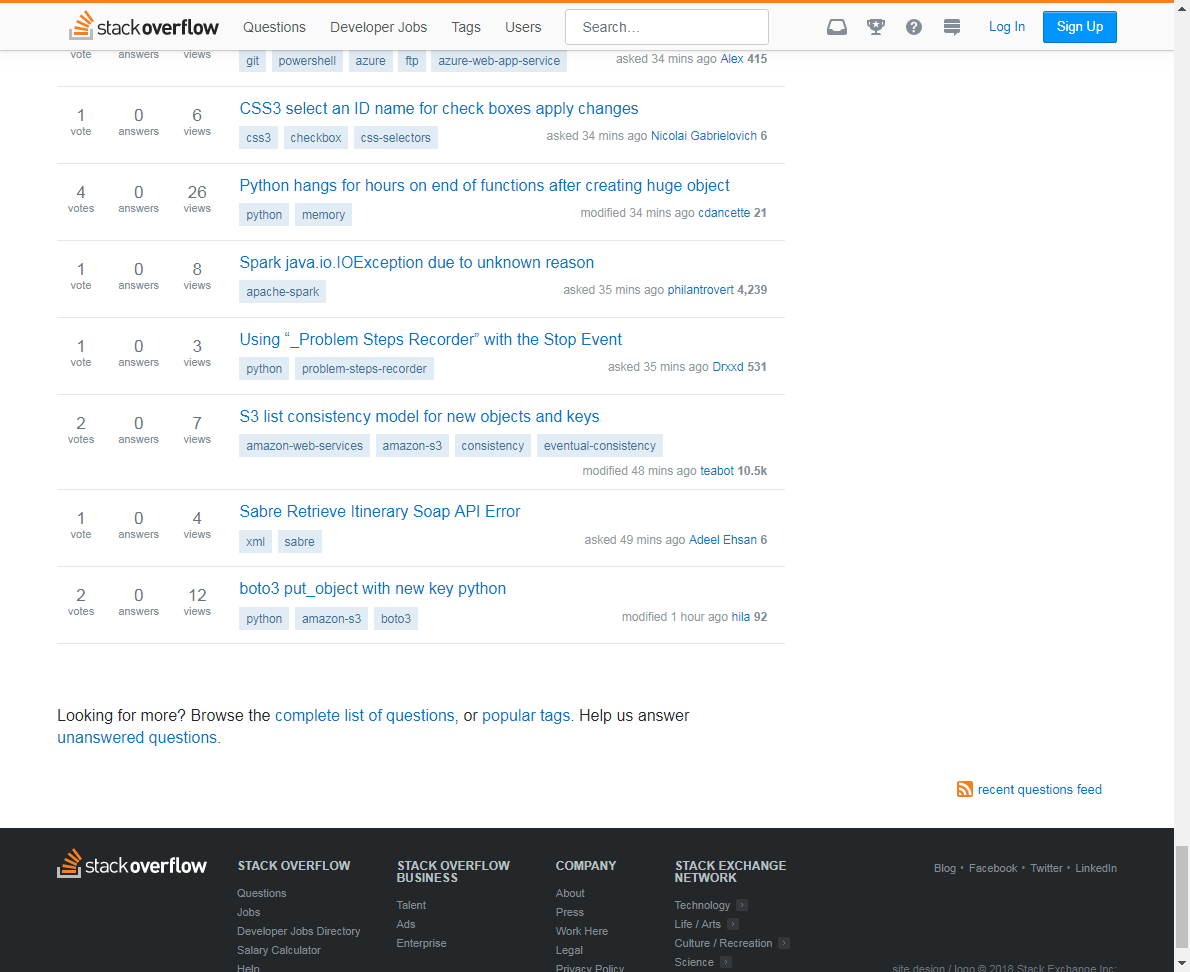 stackoverflow Questions Developer Jobs Tags Users Search... Log In Sign Up
vote answers views git powershell azure ftp azure-web-app-service asked 34 mins ago Alex 415
1 0 6 CSS3 select an ID name for check boxes apply changes
vote answers views css3 checkbox css-selectors asked 34 mins ago Nicolai Gabrielovich 6
4 0 26 Python hangs for hours on end of functions after creating huge object
votes answers views python memory modified 34 mins ago cdancette 21
1 0 8 Spark java.io.IOException due to unknown reason
vote answers views apache-spark asked 35 mins ago philantrovert 4,239
1 0 3 Using “_Problem Steps Recorder” with the Stop Event
vote answers views python problem-steps-recorder asked 35 mins ago Drxxd 531
2 0 7 S3 list consistency model for new objects and keys
votes answers views amazon-web-services amazon-s3 consistency eventual-consistency
modified 48 mins ago teabot 10.5k
1 0 4 Sabre Retrieve Itinerary Soap API Error
vote answers views xml sabre asked 49 mins ago Adeel Ehsan 6
2 0 12 boto3 put_object with new key python
votes answers views python amazon-s3 boto3 modified 1 hour ago hila 92
Looking for more? Browse the complete list of questions, or popular tags. Help us answer
unanswered questions.
recent questions feed
stackoverflow
STACK OVERFLOW
Questions
Jobs
Developer Jobs Directory
Salary Calculator
Help
STACK OVERFLOW
BUSINESS
Talent
Ads
Enterprise
COMPANY
About
Press
Work Here
Legal
Privacy Policy
STACK EXCHANGE
NETWORK
Technology
Life / Arts
Culture / Recreation
Science
Blog • Facebook • Twitter • LinkedIn
site design / logo © 2018 Stack Exchange Inc;